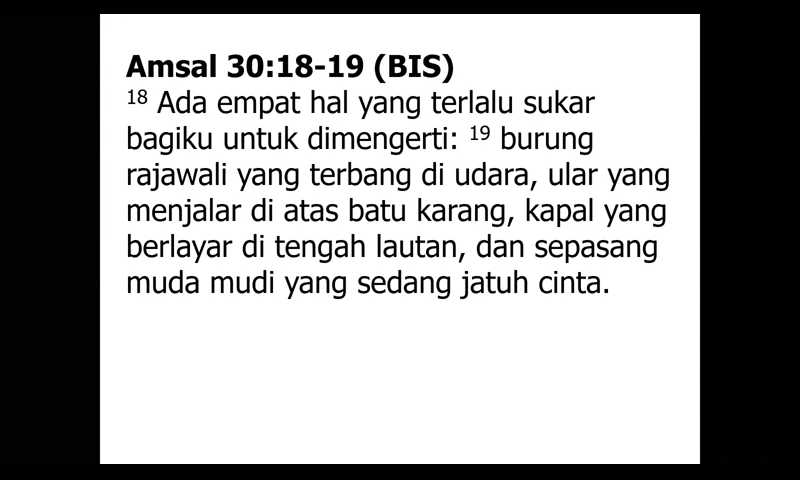 Amsal 30:18-19 (BIS)
18 Ada empat hal yang terlalu sukar
bagiku untuk dimengerti: 19 burung
rajawali yang terbang di udara, ular yang
menjalar di atas batu karang, kapal yang
berlayar di tengah lautan, dan sepasang
muda mudi yang sedang jatuh cinta.